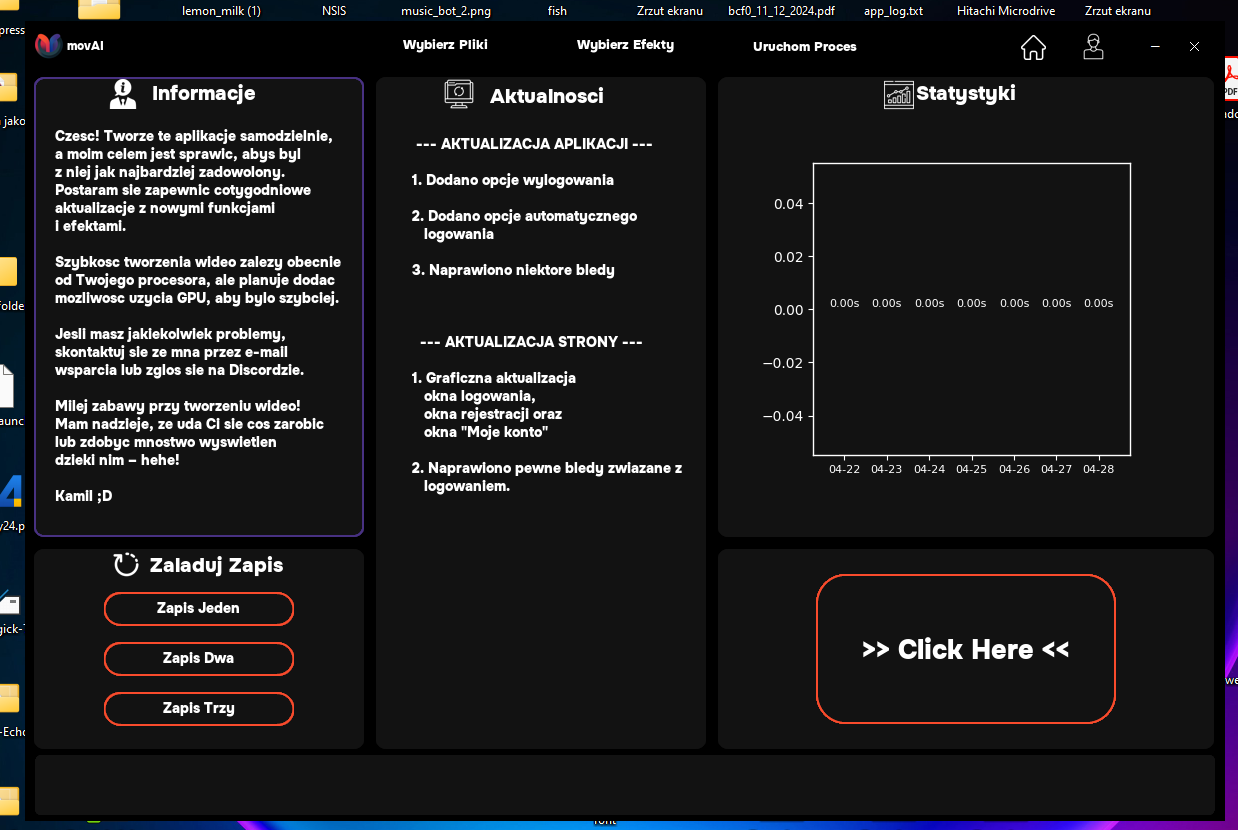 lemon_milk (1)
NSIS
music_bot_2.png
fish
Zrzut ekranu
bcf0_11_12_2024.pdf
app_log.txt
Hitachi Microdrive
Zrzut ekranu
movAI
Wybierz Pliki
Wybierz Efekty
Uruchom Proces
Informacje
Czesc! Tworze te aplikacje samodzielnie,
a moim celem jest sprawic, abys byl
z niej jak najbardziej zadowolony.
Postaram sie zapewnic cotygodniowe
aktualizacje z nowymi funkcjami
i efektami.
Szybkosc tworzenia wideo zalezy obecnie
od Twojego procesora, ale planuje dodac
mozliwosc uzycia GPU, aby bylo szybciej.
Jesli masz jakiekolwiek problemy,
skontaktuj sie ze mna przez e-mail
wsparcia lub zglos sie na Discordzie.
Milej zabawy przy tworzeniu wideo!
Mam nadzieje, ze uda Ci sie cos zarobic
lub zdobyc mnostwo wyswietlen
dzieki nim – hehe!
Kamil ;D
Aktualnosci
--- AKTUALIZACJA APLIKACJI ---
1. Dodano opcje wylogowania
2. Dodano opcje automatycznego
logowania
3. Naprawiono niektore bledy
--- AKTUALIZACJA STRONY ---
1. Graficzna aktualizacja
okna logowania,
okna rejestracji oraz
okna "Moje konto"
2. Naprawiono pewne bledy zwiazane z
logowaniem.
Statystyki
0.04
0.02
0.00
−0.02
−0.04
0.00s 0.00s 0.00s 0.00s 0.00s 0.00s 0.00s
04-22 04-23 04-24 04-25 04-26 04-27 04-28
Zaladuj Zapis
Zapis Jeden
Zapis Dwa
Zapis Trzy
>> Click Here <<
press
jako
folde
aunc
y24.p
gick-
-Echo
PDF